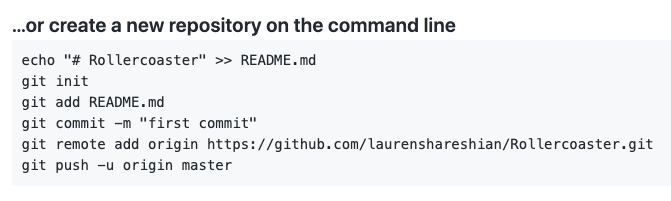 …or create a new repository on the command line
echo "# Rollercoaster" >> README.md
git init
git add README.md
git commit -m "first commit"
git remote add origin https://github.com/laurenshareshian/Rollercoaster.git
git push -u origin master